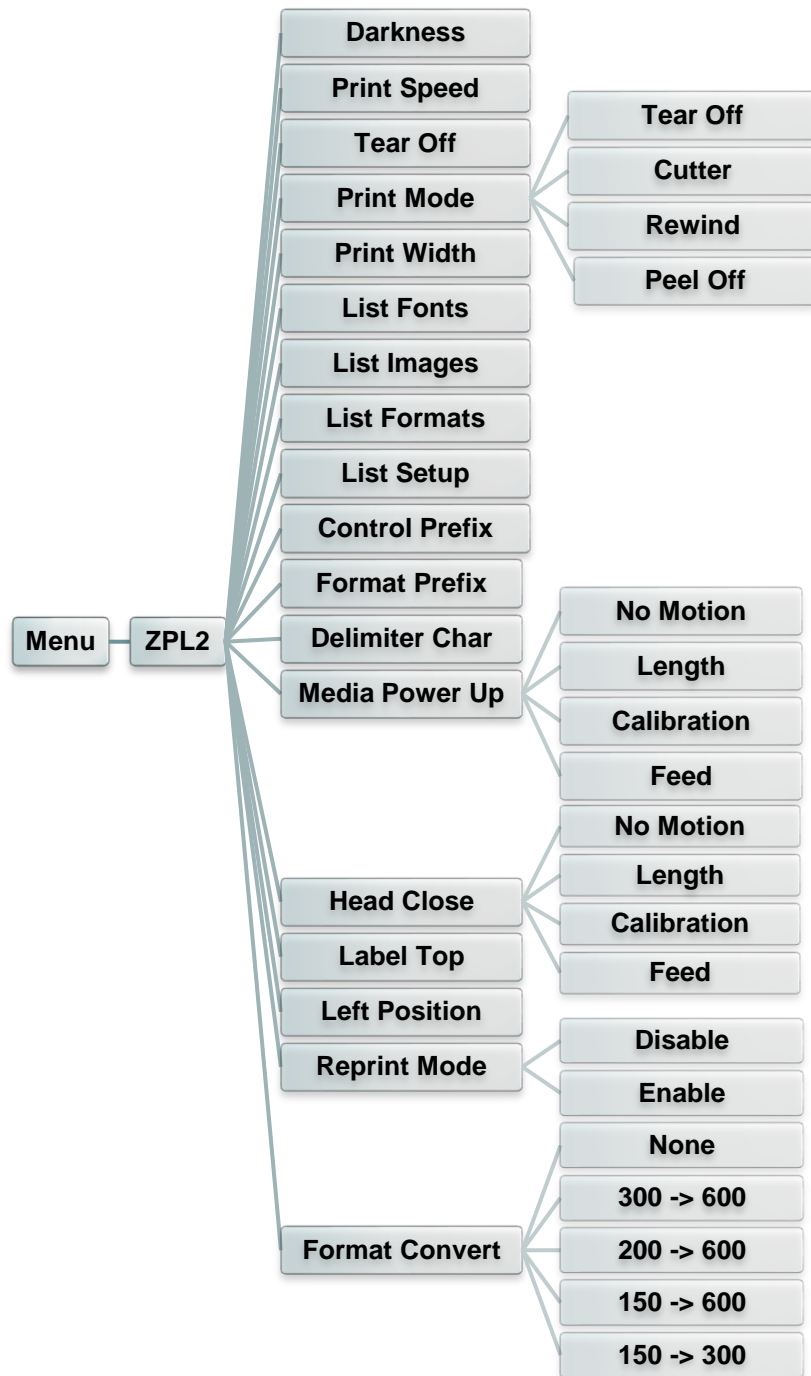 Menu
ZPL2
Darkness
Print Speed
Tear Off
Print Mode
Tear Off
Cutter
Rewind
Peel Off
Print Width
List Fonts
List Images
List Formats
List Setup
Control Prefix
Format Prefix
Delimiter Char
Media Power Up
No Motion
Length
Calibration
Feed
Head Close
No Motion
Length
Calibration
Feed
Label Top
Left Position
Reprint Mode
Disable
Enable
Format Convert
None
300 -> 600
200 -> 600
150 -> 600
150 -> 300